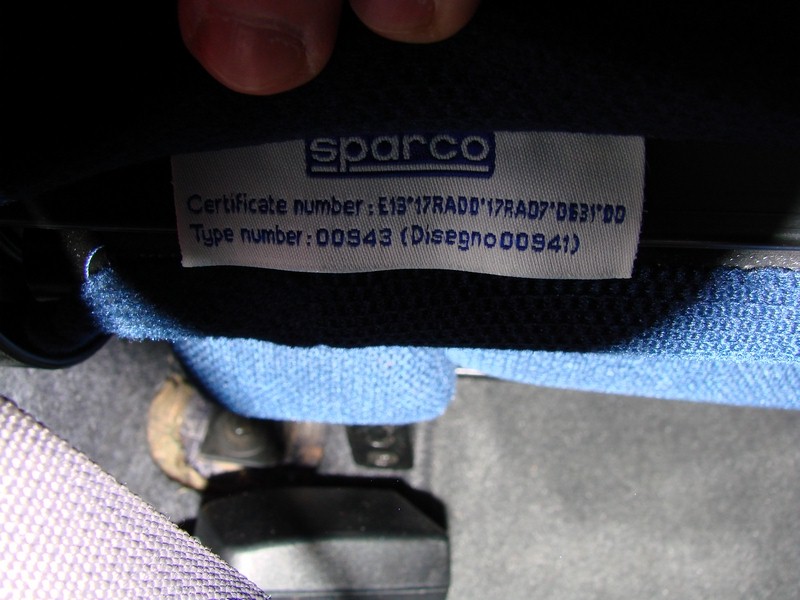 sparco
Certificate number: E13*17RA00*17RA07*0631*00
Type number: 00943 (Disegno00941)